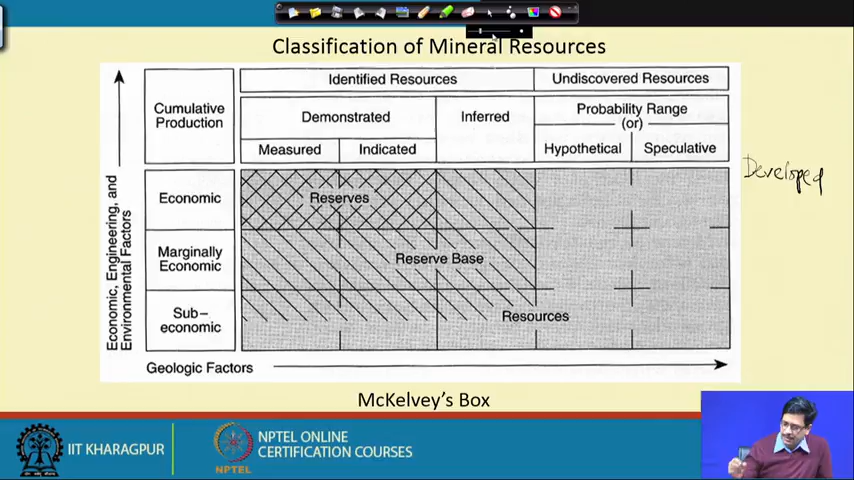 Classification of Mineral Resources
Identified Resources
Undiscovered Resources
Cumulative
Production
Demonstrated
Inferred
Probability Range
(or)
Measured
Indicated
Hypothetical
Speculative
Developed
Economic
Reserves
Marginally
Economic
Reserve Base
Sub-
economic
Resources
Economic, Engineering, and
Environmental Factors
Geologic Factors
McKelvey's Box
IIT KHARAGPUR
NPTEL
NPTEL ONLINE
CERTIFICATION COURSES